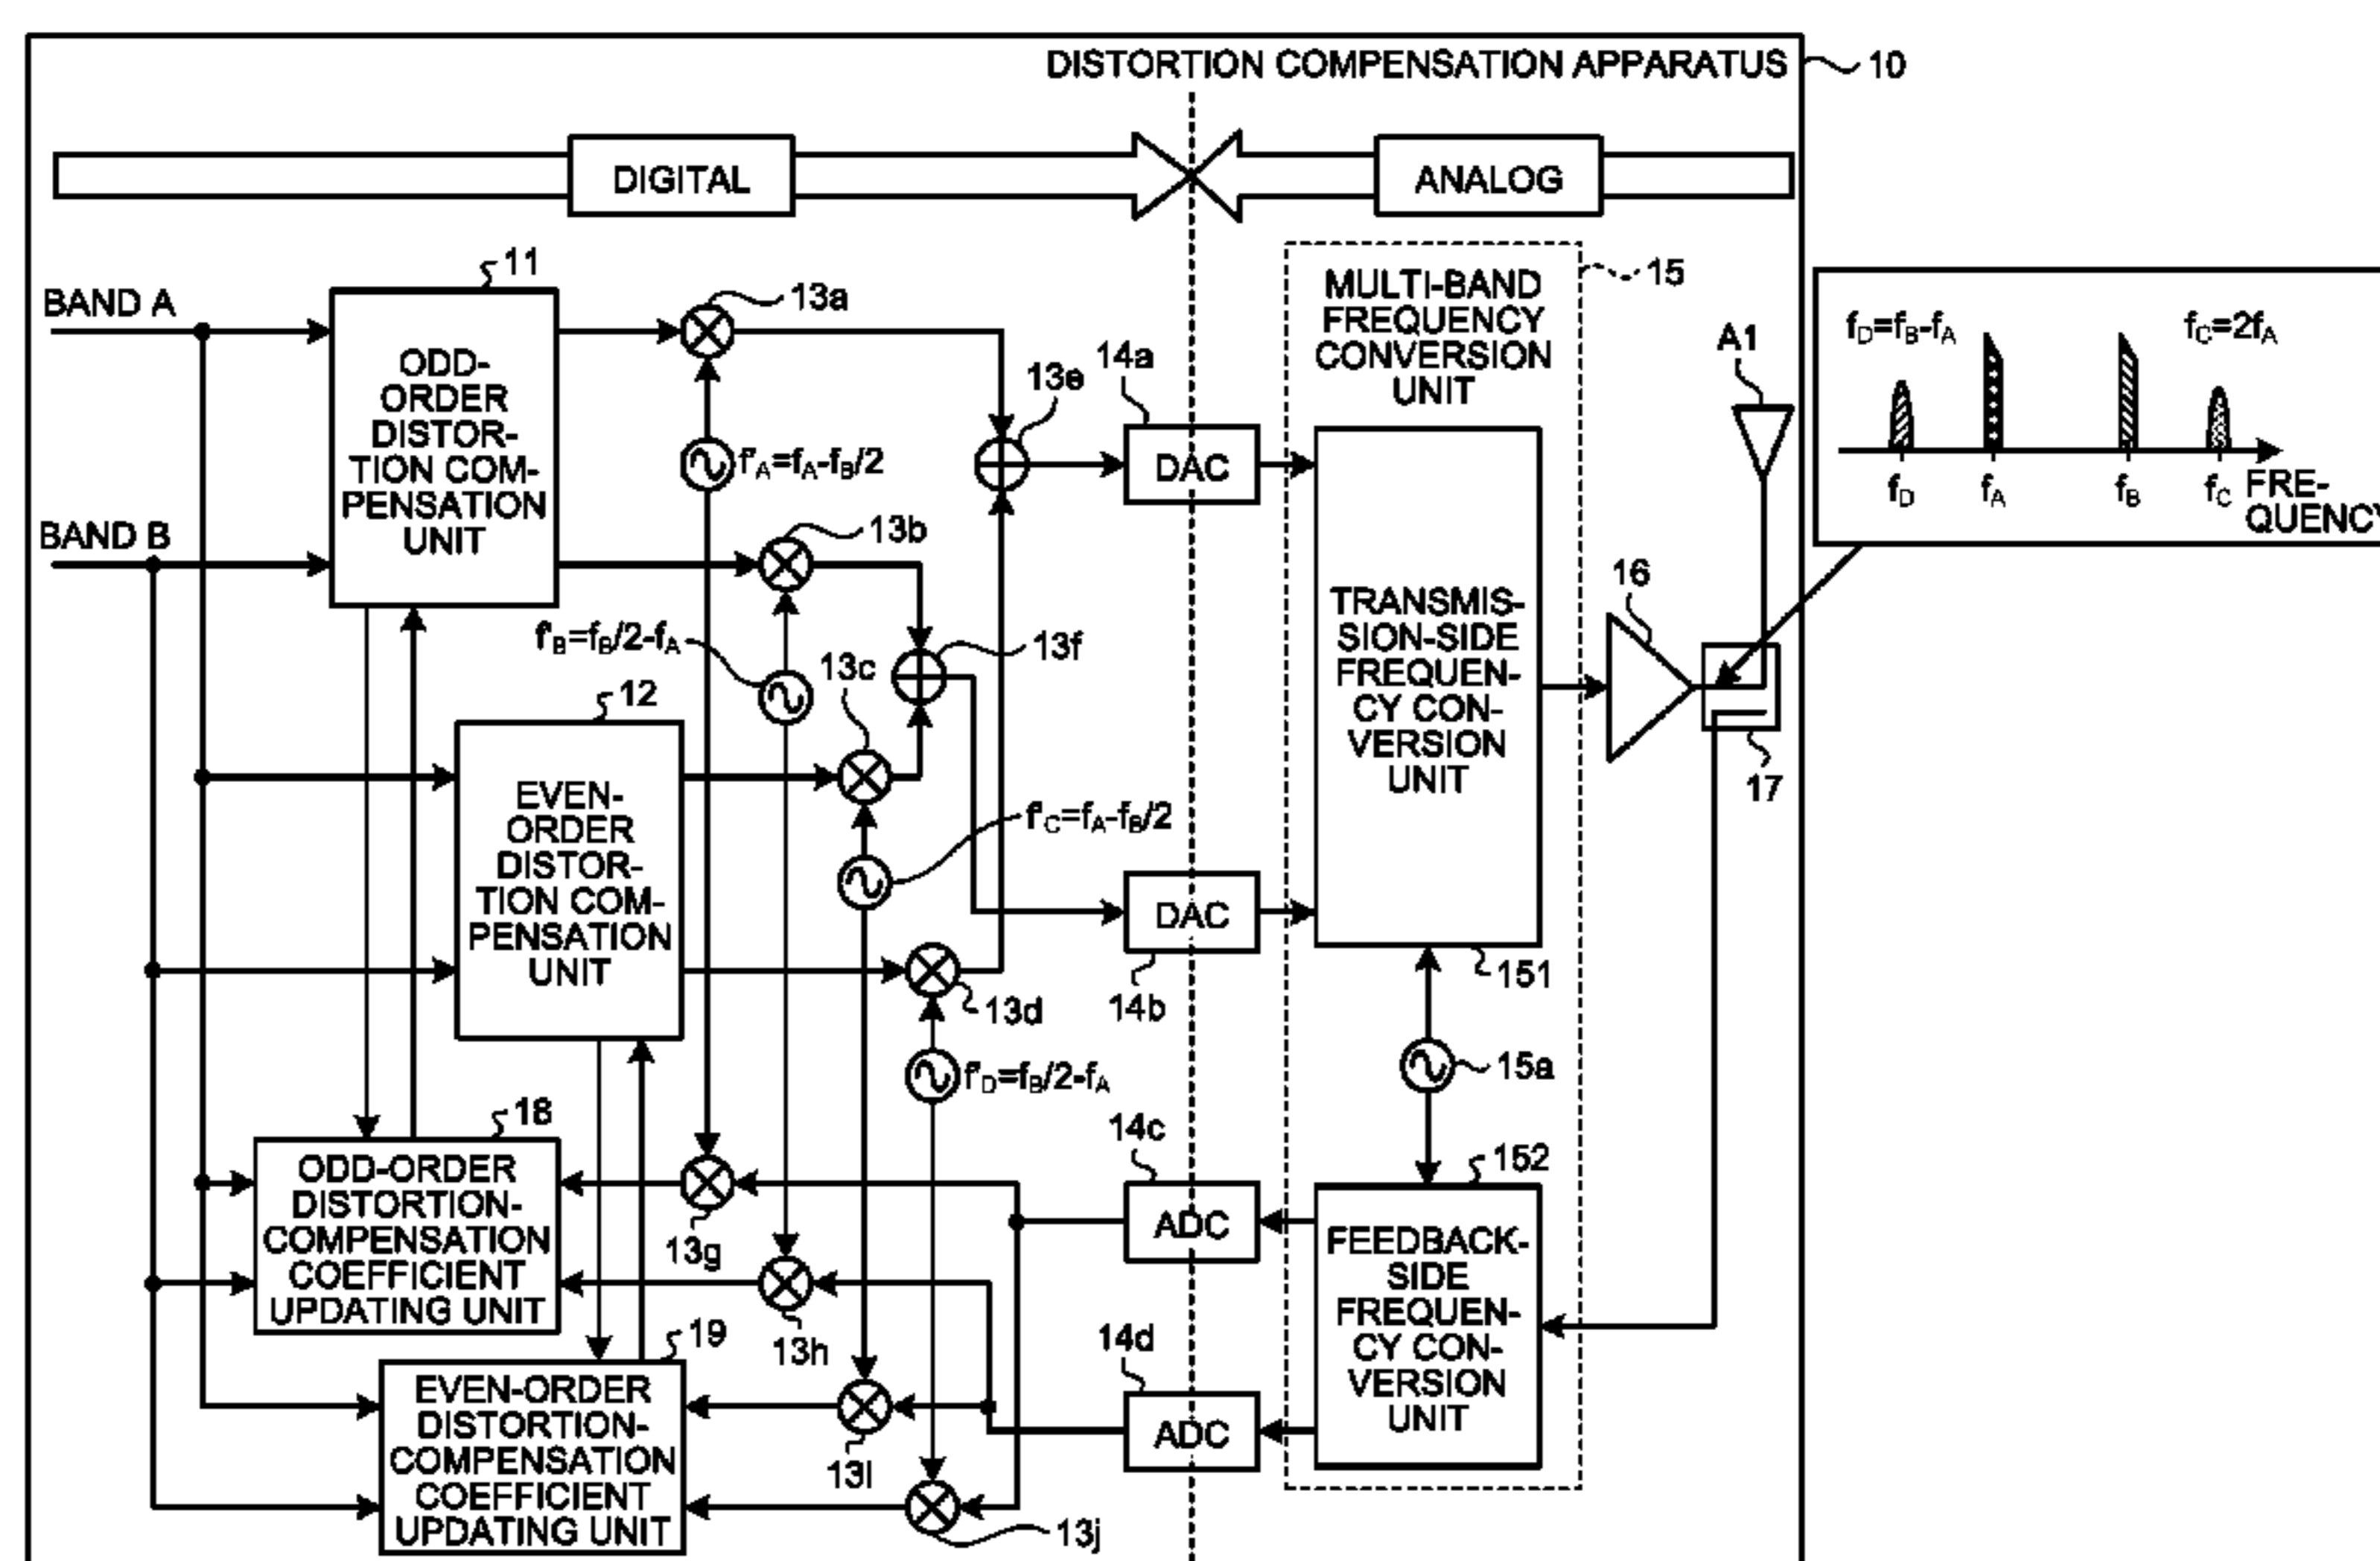 DISTORTION COMPENSATION APPARATUS
10
DIGITAL
ANALOG
BAND A
BAND B
11
ODD-
ORDER
DISTOR-
TION COM-
PENSATION
UNIT
13a
f'A=fA-fB/2
13b
f'B=fB/2-fA
13e
13f
13c
f'C=fA-fB/2
12
EVEN-
ORDER
DISTOR-
TION COM-
PENSATION
UNIT
13d
f'D=fB/2-fA
14a
DAC
DAC
14b
15
MULTI-BAND
FREQUENCY
CONVERSION
UNIT
TRANSMIS-
SION-SIDE
FREQUEN-
CY CON-
VERSION
UNIT
151
15a
16
17
A1
fD=fB-fA
fC=2fA
fD
fA
fB
fC
FRE-
QUENCY
18
ODD-ORDER
DISTORTION-
COMPENSATION
COEFFICIENT
UPDATING UNIT
13g
13h
19
EVEN-ORDER
DISTORTION-
COMPENSATION
COEFFICIENT
UPDATING UNIT
13i
13j
14c
ADC
14d
ADC
152
FEEDBACK-
SIDE
FREQUEN-
CY CON-
VERSION
UNIT